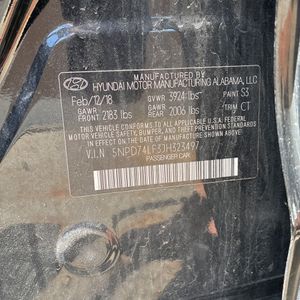 MANUFACTURED BY
HYUNDAI MOTOR MANUFACTURING ALABAMA, LLC
Feb/12/18 GVWR 3924 lbs PAINT S3
GAWR FRONT 2183 lbs GAWR REAR 2006 lbs TRIM CT
THIS VEHICLE CONFORMS TO ALL APPLICABLE
U.S. FEDERAL MOTOR VEHICLE
SAFETY, BUMPER, AND THEFT
PREVENTION STANDARDS IN EFFECT
ON THE DATE OF MANUFACTURE
SHOWN ABOVE.
V.I.N 5NPD74LF3JH323497
PASSENGER CAR